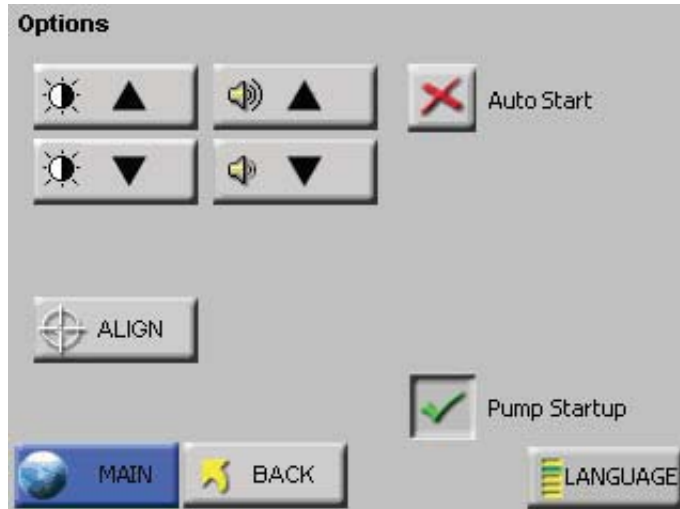 Options
Auto Start
ALIGN
Pump Startup
MAIN
BACK
LANGUAGE